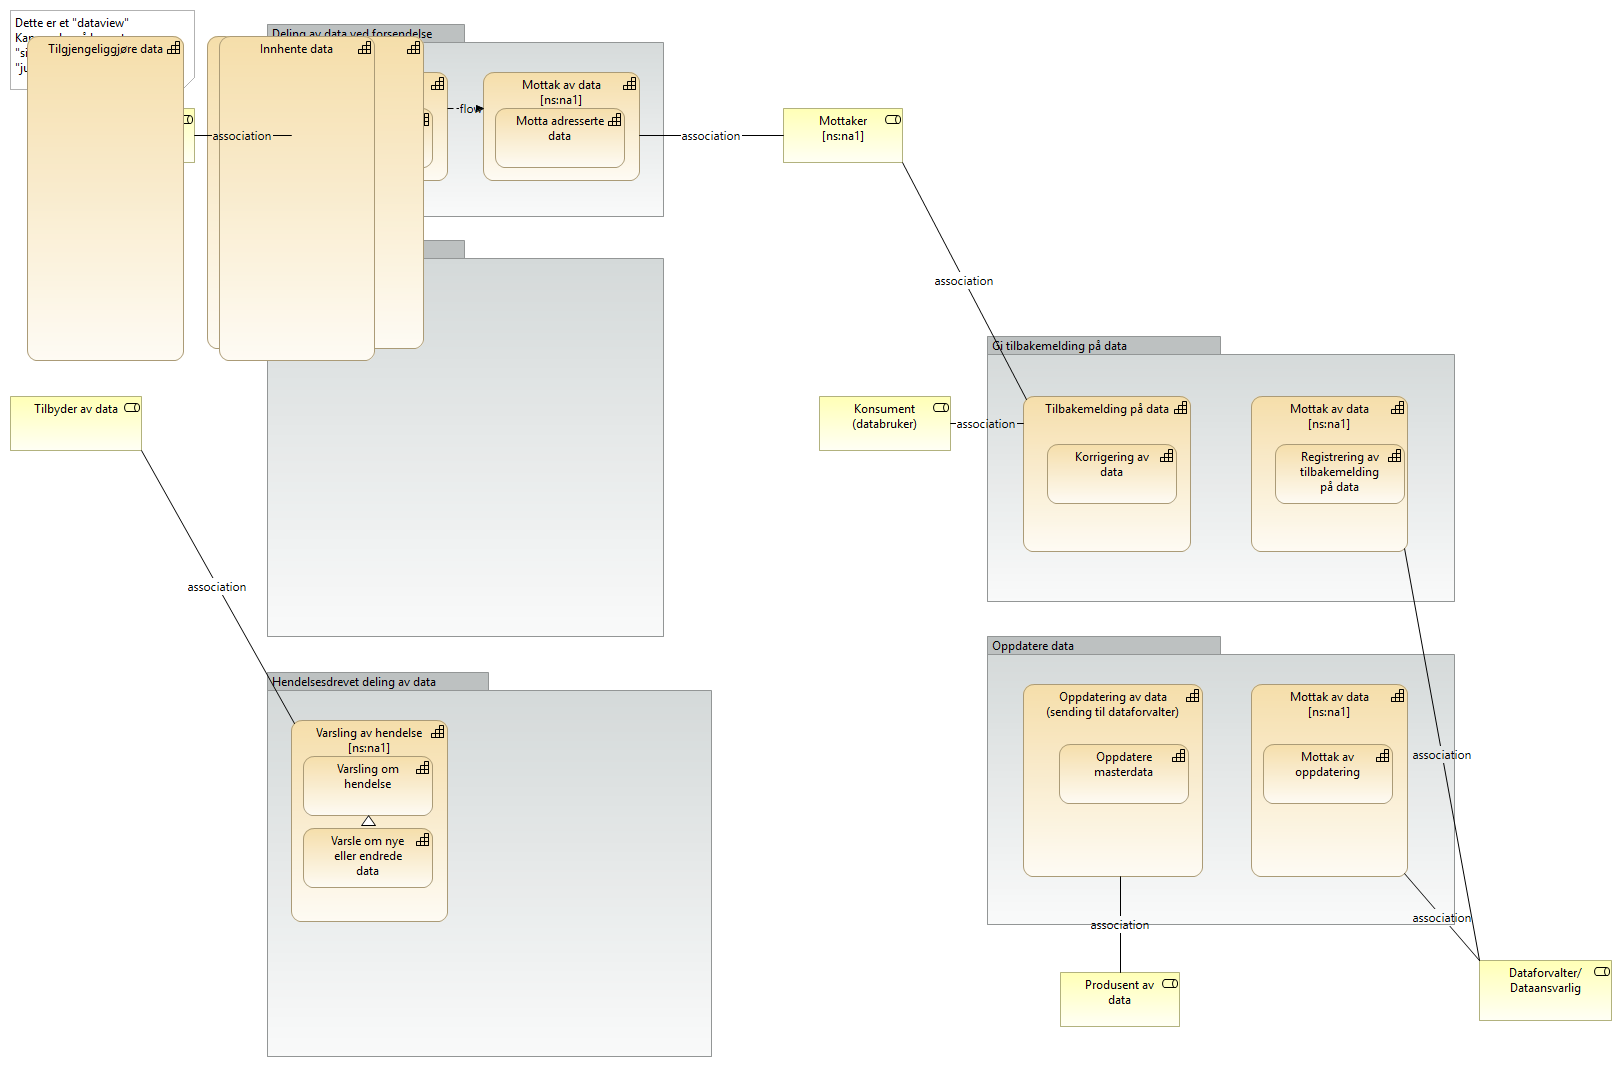 Dette er et "dataview"
Tilgjengeliggjøre data
Innhente data
Deling av data ved forsendelse
association
flow
Mottak av data
[ns:na1]
Motta adresserte
data
association
Mottaker
[ns:na1]
association
Gi tilbakemelding på data
Tilbyder av data
Konsument
(databruker)
association
Tilbakemelding på data
Korrigering av
data
Mottak av data
[ns:na1]
Registrering av
tilbakemelding
på data
association
Hendelsesdrevet deling av data
Varsling av hendelse
[ns:na1]
Varsling om
hendelse
Varsle om nye
eller endrede
data
Oppdatere data
Oppdatering av data
(sending til dataforvalter)
Oppdatere
masterdata
Mottak av data
[ns:na1]
Mottak av
oppdatering
association
association
association
Produsent av
data
Dataforvalter/
Dataansvarlig